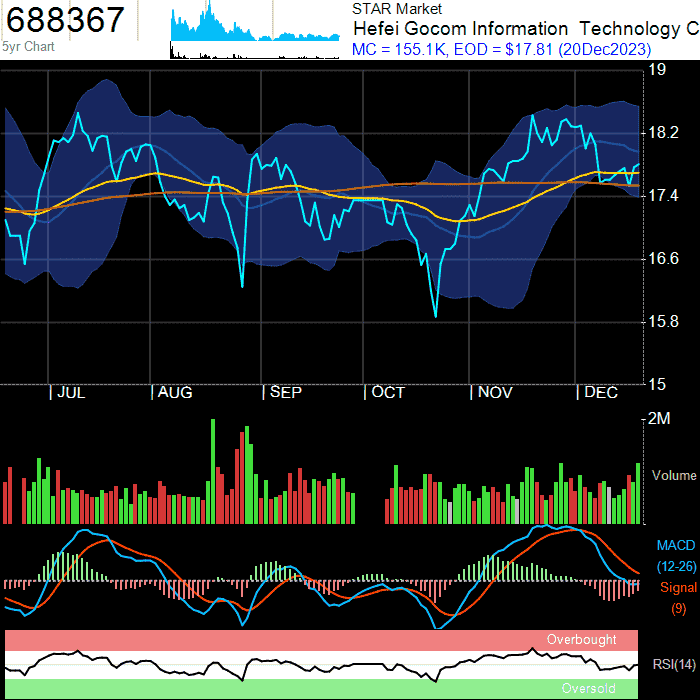 688367
5yr Chart
STAR Market
Hefei Gocom Information Technology C
MC = 155.1K, EOD = $17.81 (20Dec2023)
19
18.2
17.4
16.6
15.8
15
JUL
AUG
SEP
OCT
NOV
DEC
2M
Volume
MACD
(12-26)
Signal
(9)
Overbought
RSI(14)
Oversold